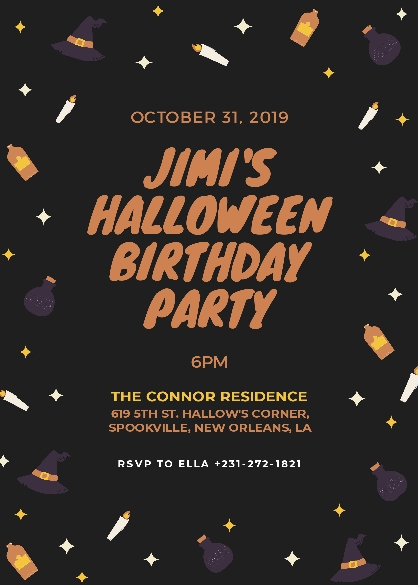 OCTOBER 31, 2019
JIMI'S
HALLOWEEN
BIRTHDAY
PARTY
6PM
THE CONNOR RESIDENCE
619 5TH ST. HALLOW'S CORNER,
SPOOKVILLE, NEW ORLEANS, LA
RSVP TO ELLA +231-272-1821